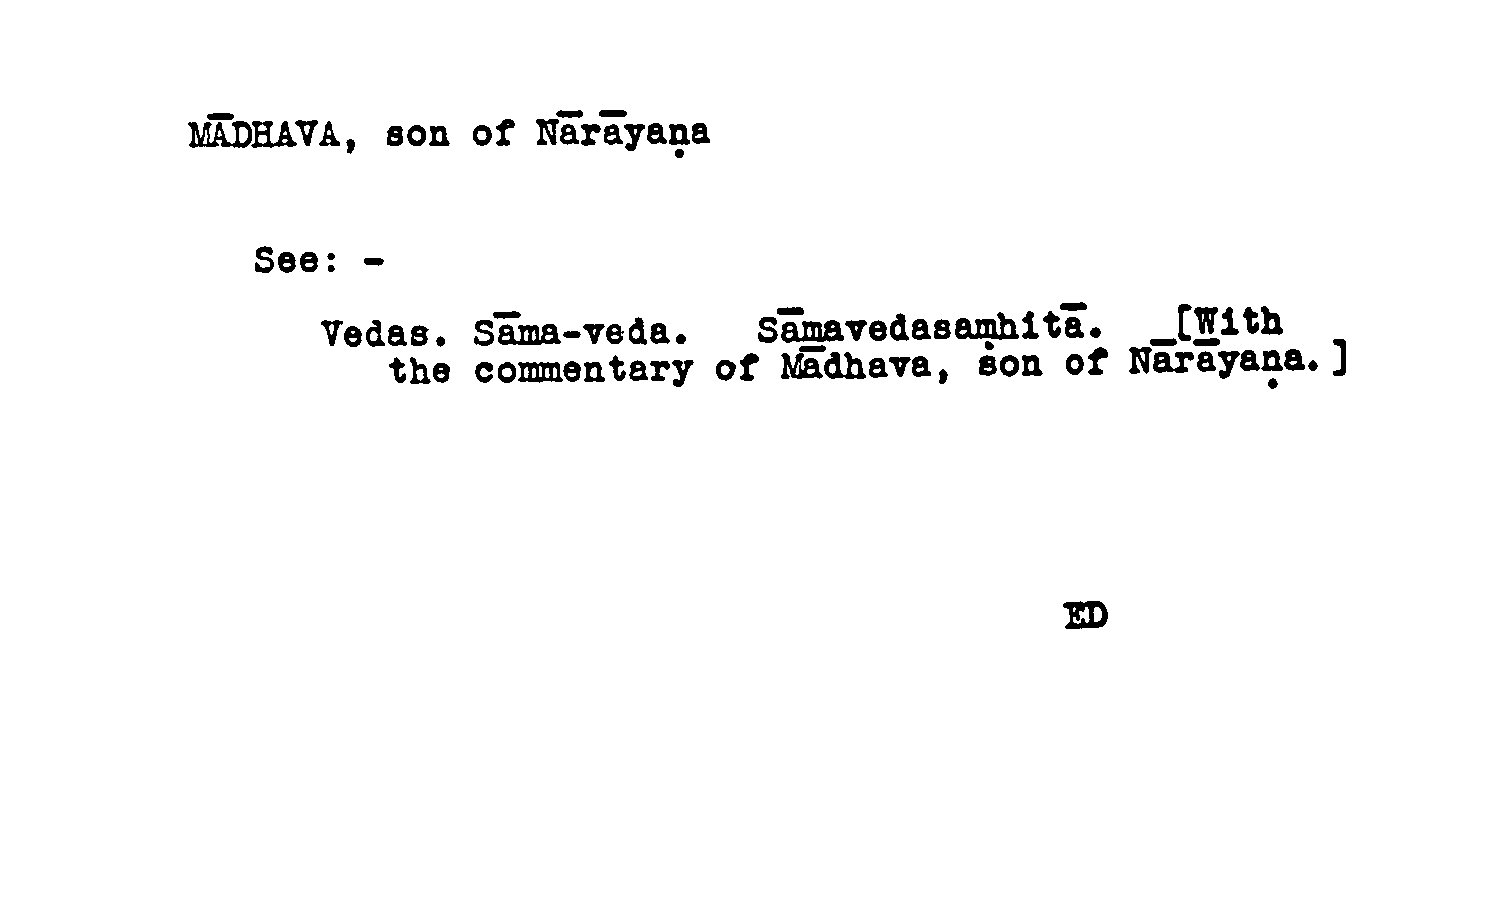 MĀDHAVA, son of Nārāyaṇa
See: -
Vedas. Sāma-veda. Sāmavedasaṃhitā. [With
the commentary of Mādhava, son of Nārāyaṇa.]
ED